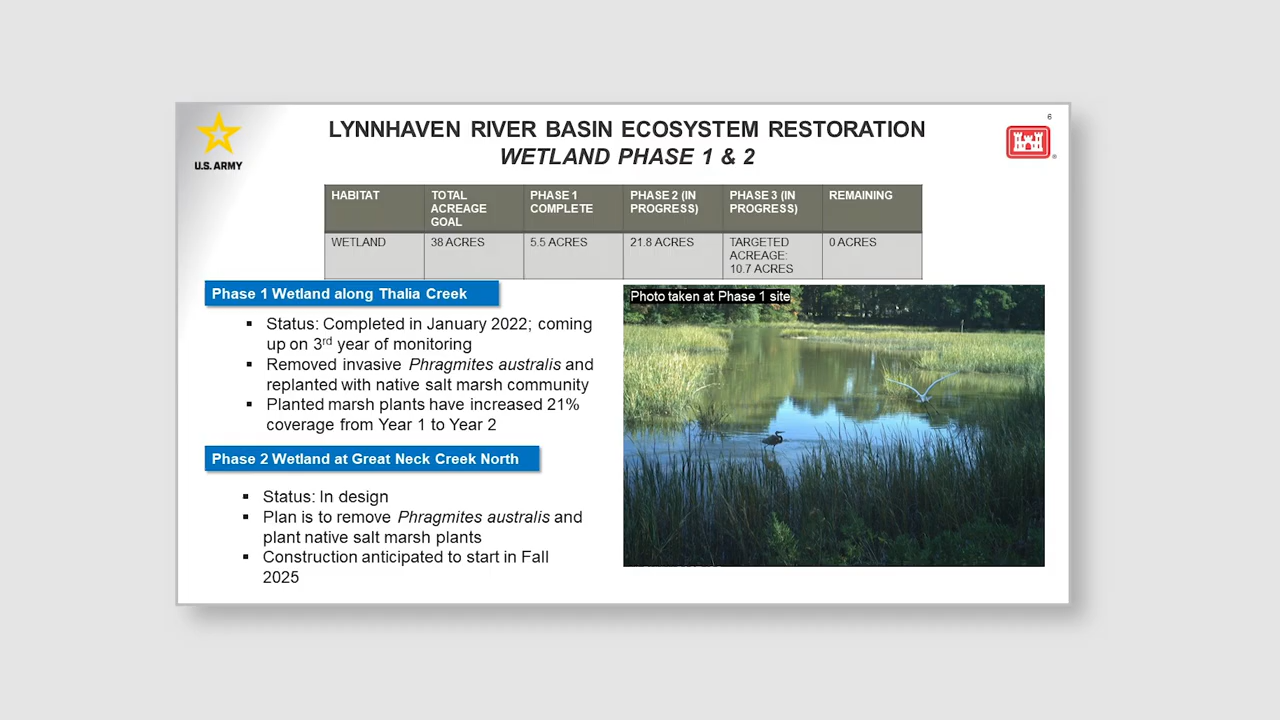 6
U.S. ARMY
LYNNHAVEN RIVER BASIN ECOSYSTEM RESTORATION
WETLAND PHASE 1 & 2
HABITAT
TOTAL
ACREAGE
GOAL
PHASE 1
COMPLETE
PHASE 2 (IN
PROGRESS)
PHASE 3 (IN
PROGRESS)
REMAINING
WETLAND
38 ACRES
5.5 ACRES
21.8 ACRES
TARGETED
ACREAGE:
10.7 ACRES
0 ACRES
Phase 1 Wetland along Thalia Creek
▪ Status: Completed in January 2022; coming
up on 3rd year of monitoring
▪ Removed invasive Phragmites australis and
replanted with native salt marsh community
▪ Planted marsh plants have increased 21%
coverage from Year 1 to Year 2
Phase 2 Wetland at Great Neck Creek North
▪ Status: In design
▪ Plan is to remove Phragmites australis and
plant native salt marsh plants
▪ Construction anticipated to start in Fall
2025
Photo taken at Phase 1 site